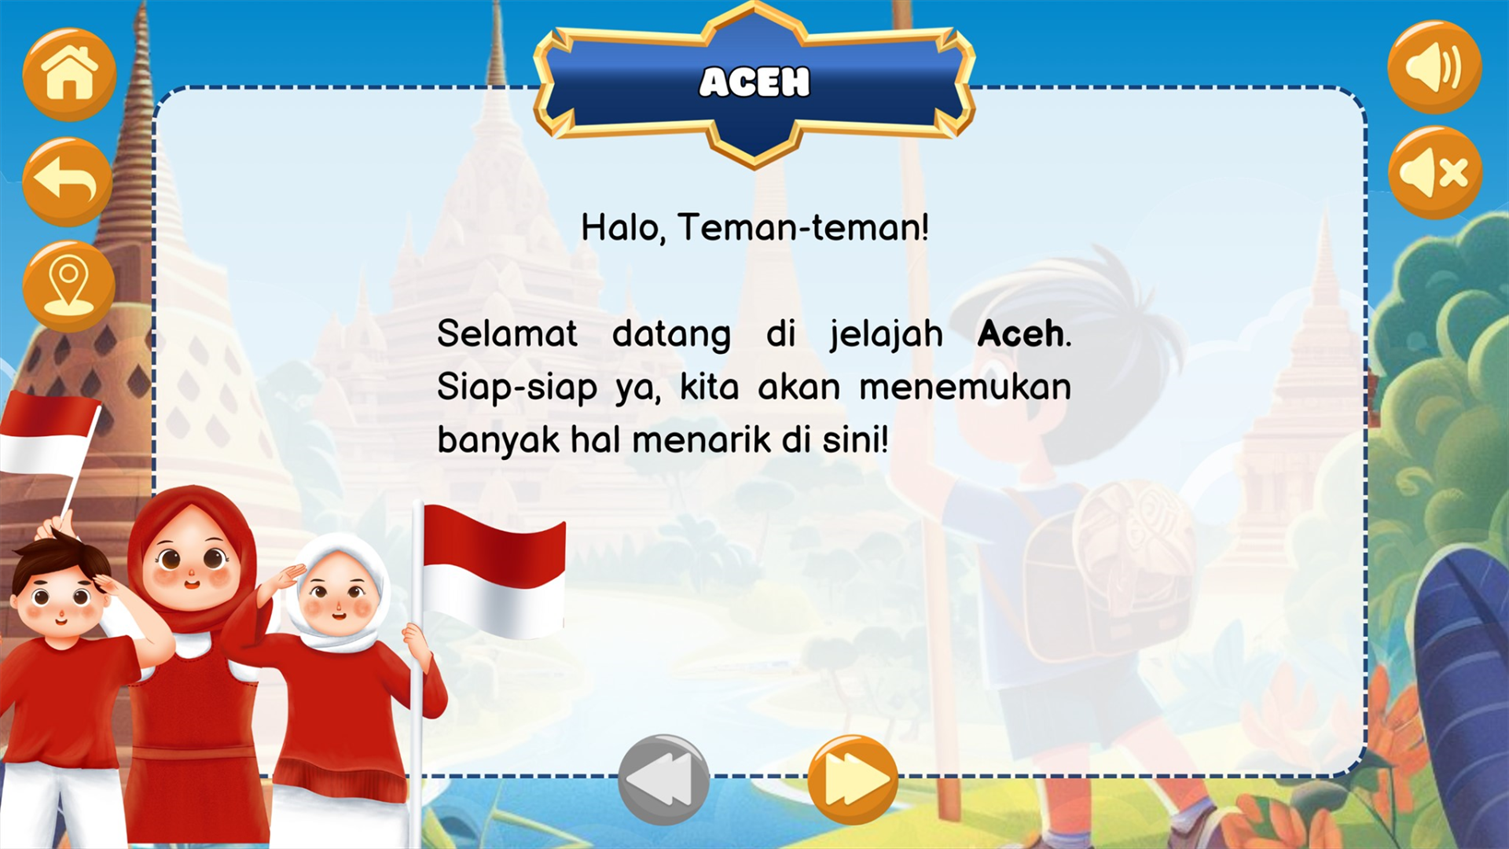 ACEH
Halo, Teman-teman!
Selamat datang di jelajah Aceh.
Siap-siap ya, kita akan menemukan
banyak hal menarik di sini!